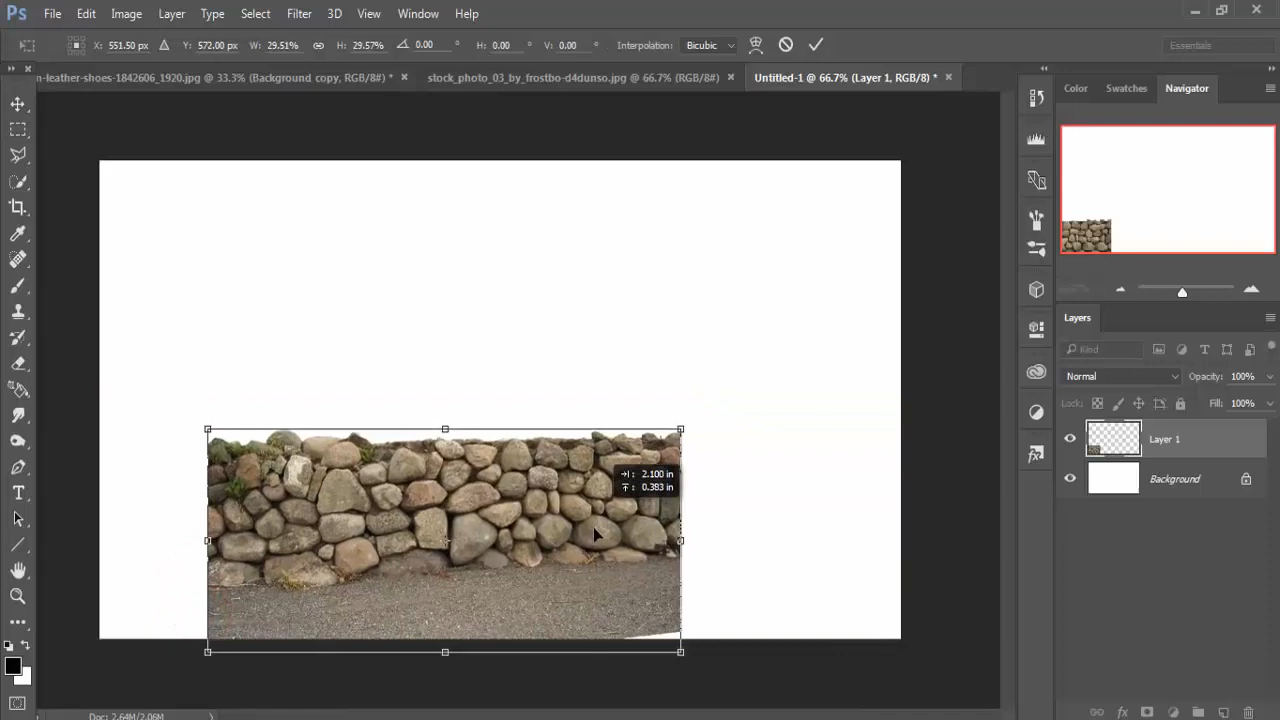 Ps File Edit Image Layer Type Select Filter 3D View Window Help
X: 551.50 px Y: 572.00 px W: 29.51% H: 29.57% 0.00 ° H: 0.00 ° V: 0.00 ° Interpolation: Bicubic Essentials
n-leather-shoes-1842606_1920.jpg @ 33.3% (Background copy, RGB/8#) * × stock_photo_03_by_frostbo-d4dunso.jpg @ 66.7% (RGB/8#) × Untitled-1 @ 66.7% (Layer 1, RGB/8) * ×
Color Swatches Navigator
Layers
Kind
Normal Opacity: 100%
Lock: Fill: 100%
Layer 1
Background
2.100 in
0.383 in
Doc: 2.64M/2.06M